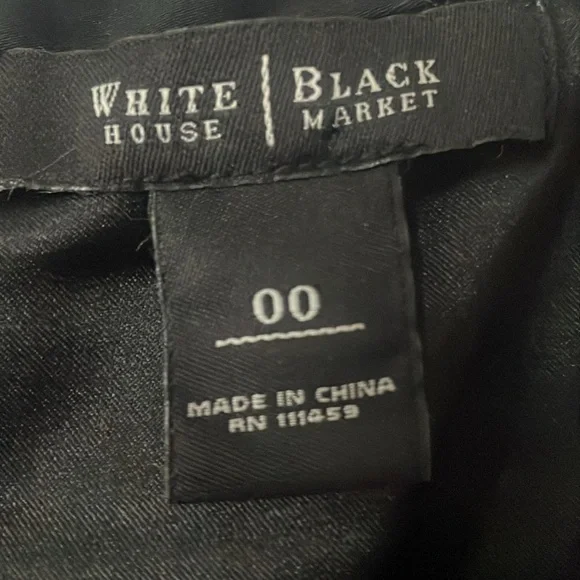 WHITE | BLACK
HOUSE | MARKET
00
MADE IN CHINA
RN 111459